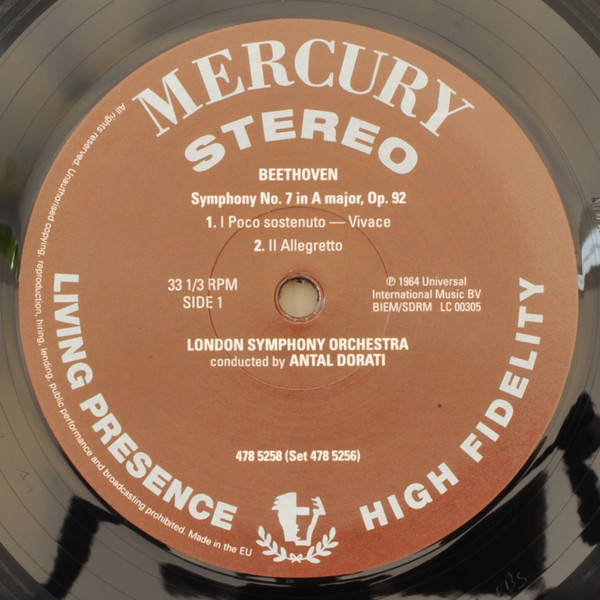 MERCURY
STEREO
BEETHOVEN
Symphony No. 7 in A major, Op. 92
1. I Poco sostenuto — Vivace
2. II Allegretto
33 1/3 RPM
SIDE 1
℗ 1964 Universal
International Music BV
BIEM/SDRM LC 00305
LONDON SYMPHONY ORCHESTRA
conducted by ANTAL DORATI
478 5258 (Set 478 5256)
LIVING PRESENCE
HIGH FIDELITY
All rights reserved. Unauthorised copying, reproduction, hiring, lending, public performance and broadcasting prohibited. Made in the EU